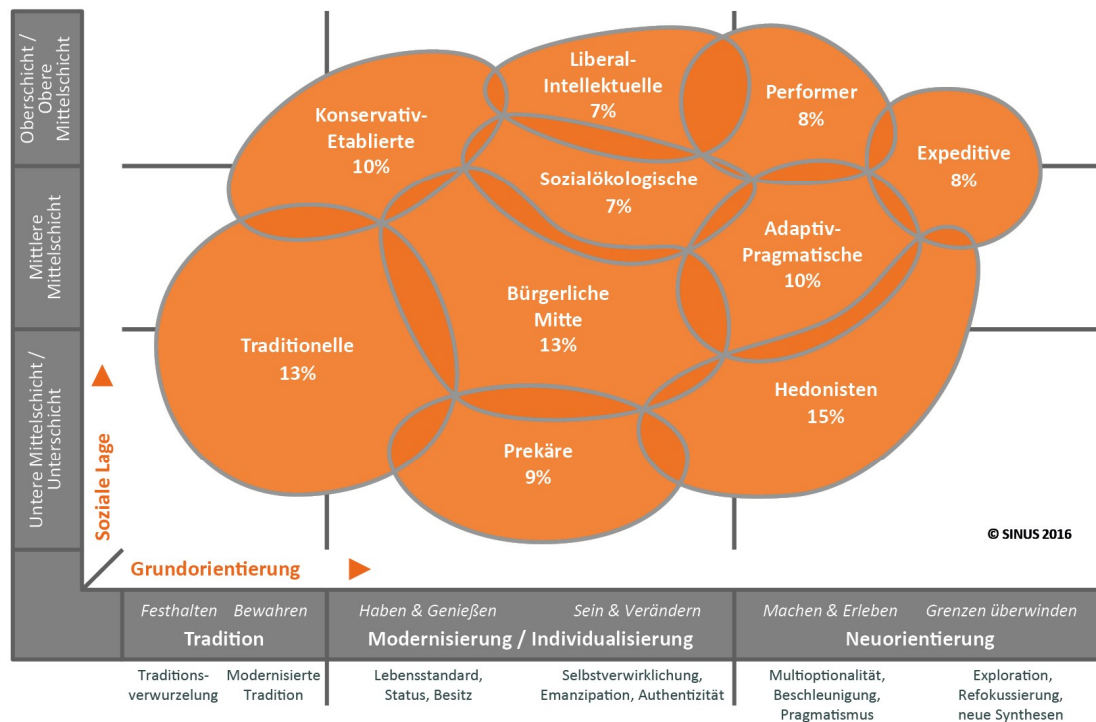 Oberschicht /
Obere
Mittelschicht
Mittlere
Mittelschicht
Untere Mittelschicht /
Unterschicht
Soziale Lage
Konservativ-
Etablierte
10%
Liberal-
Intellektuelle
7%
Performer
8%
Expeditive
8%
Sozialökologische
7%
Adaptiv-
Pragmatische
10%
Bürgerliche
Mitte
13%
Traditionelle
13%
Hedonisten
15%
Prekäre
9%
© SINUS 2016
Grundorientierung
Festhalten
Bewahren
Tradition
Haben & Genießen
Sein & Verändern
Modernisierung / Individualisierung
Machen & Erleben
Grenzen überwinden
Neuorientierung
Traditions-
verwurzelung
Modernisierte
Tradition
Lebensstandard,
Status, Besitz
Selbstverwirklichung,
Emanzipation, Authentizität
Multioptionalität,
Beschleunigung,
Pragmatismus
Exploration,
Refokussierung,
neue Synthesen